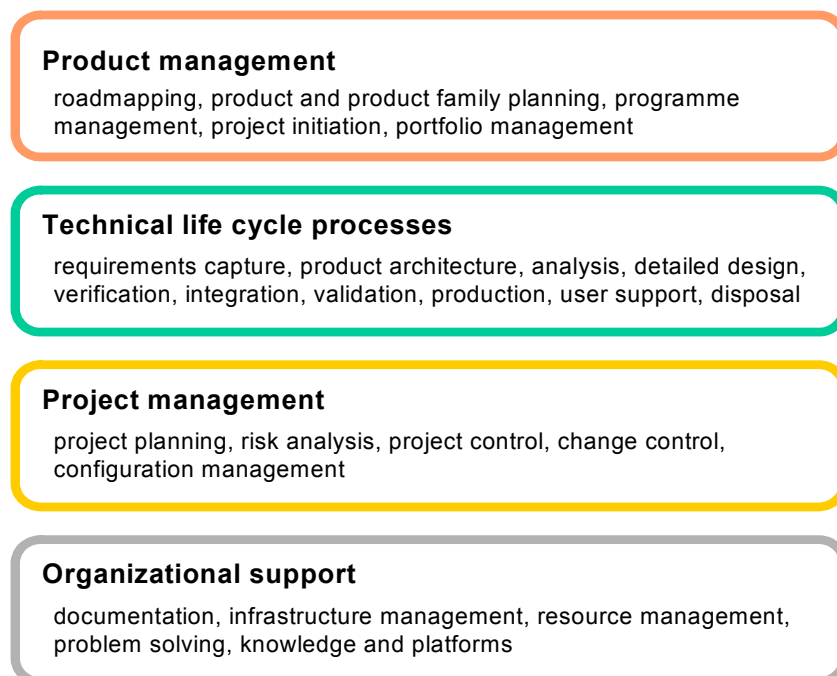 Product management
roadmapping, product and product family planning, programme
management, project initiation, portfolio management
Technical life cycle processes
requirements capture, product architecture, analysis, detailed design,
verification, integration, validation, production, user support, disposal
Project management
project planning, risk analysis, project control, change control,
configuration management
Organizational support
documentation, infrastructure management, resource management,
problem solving, knowledge and platforms